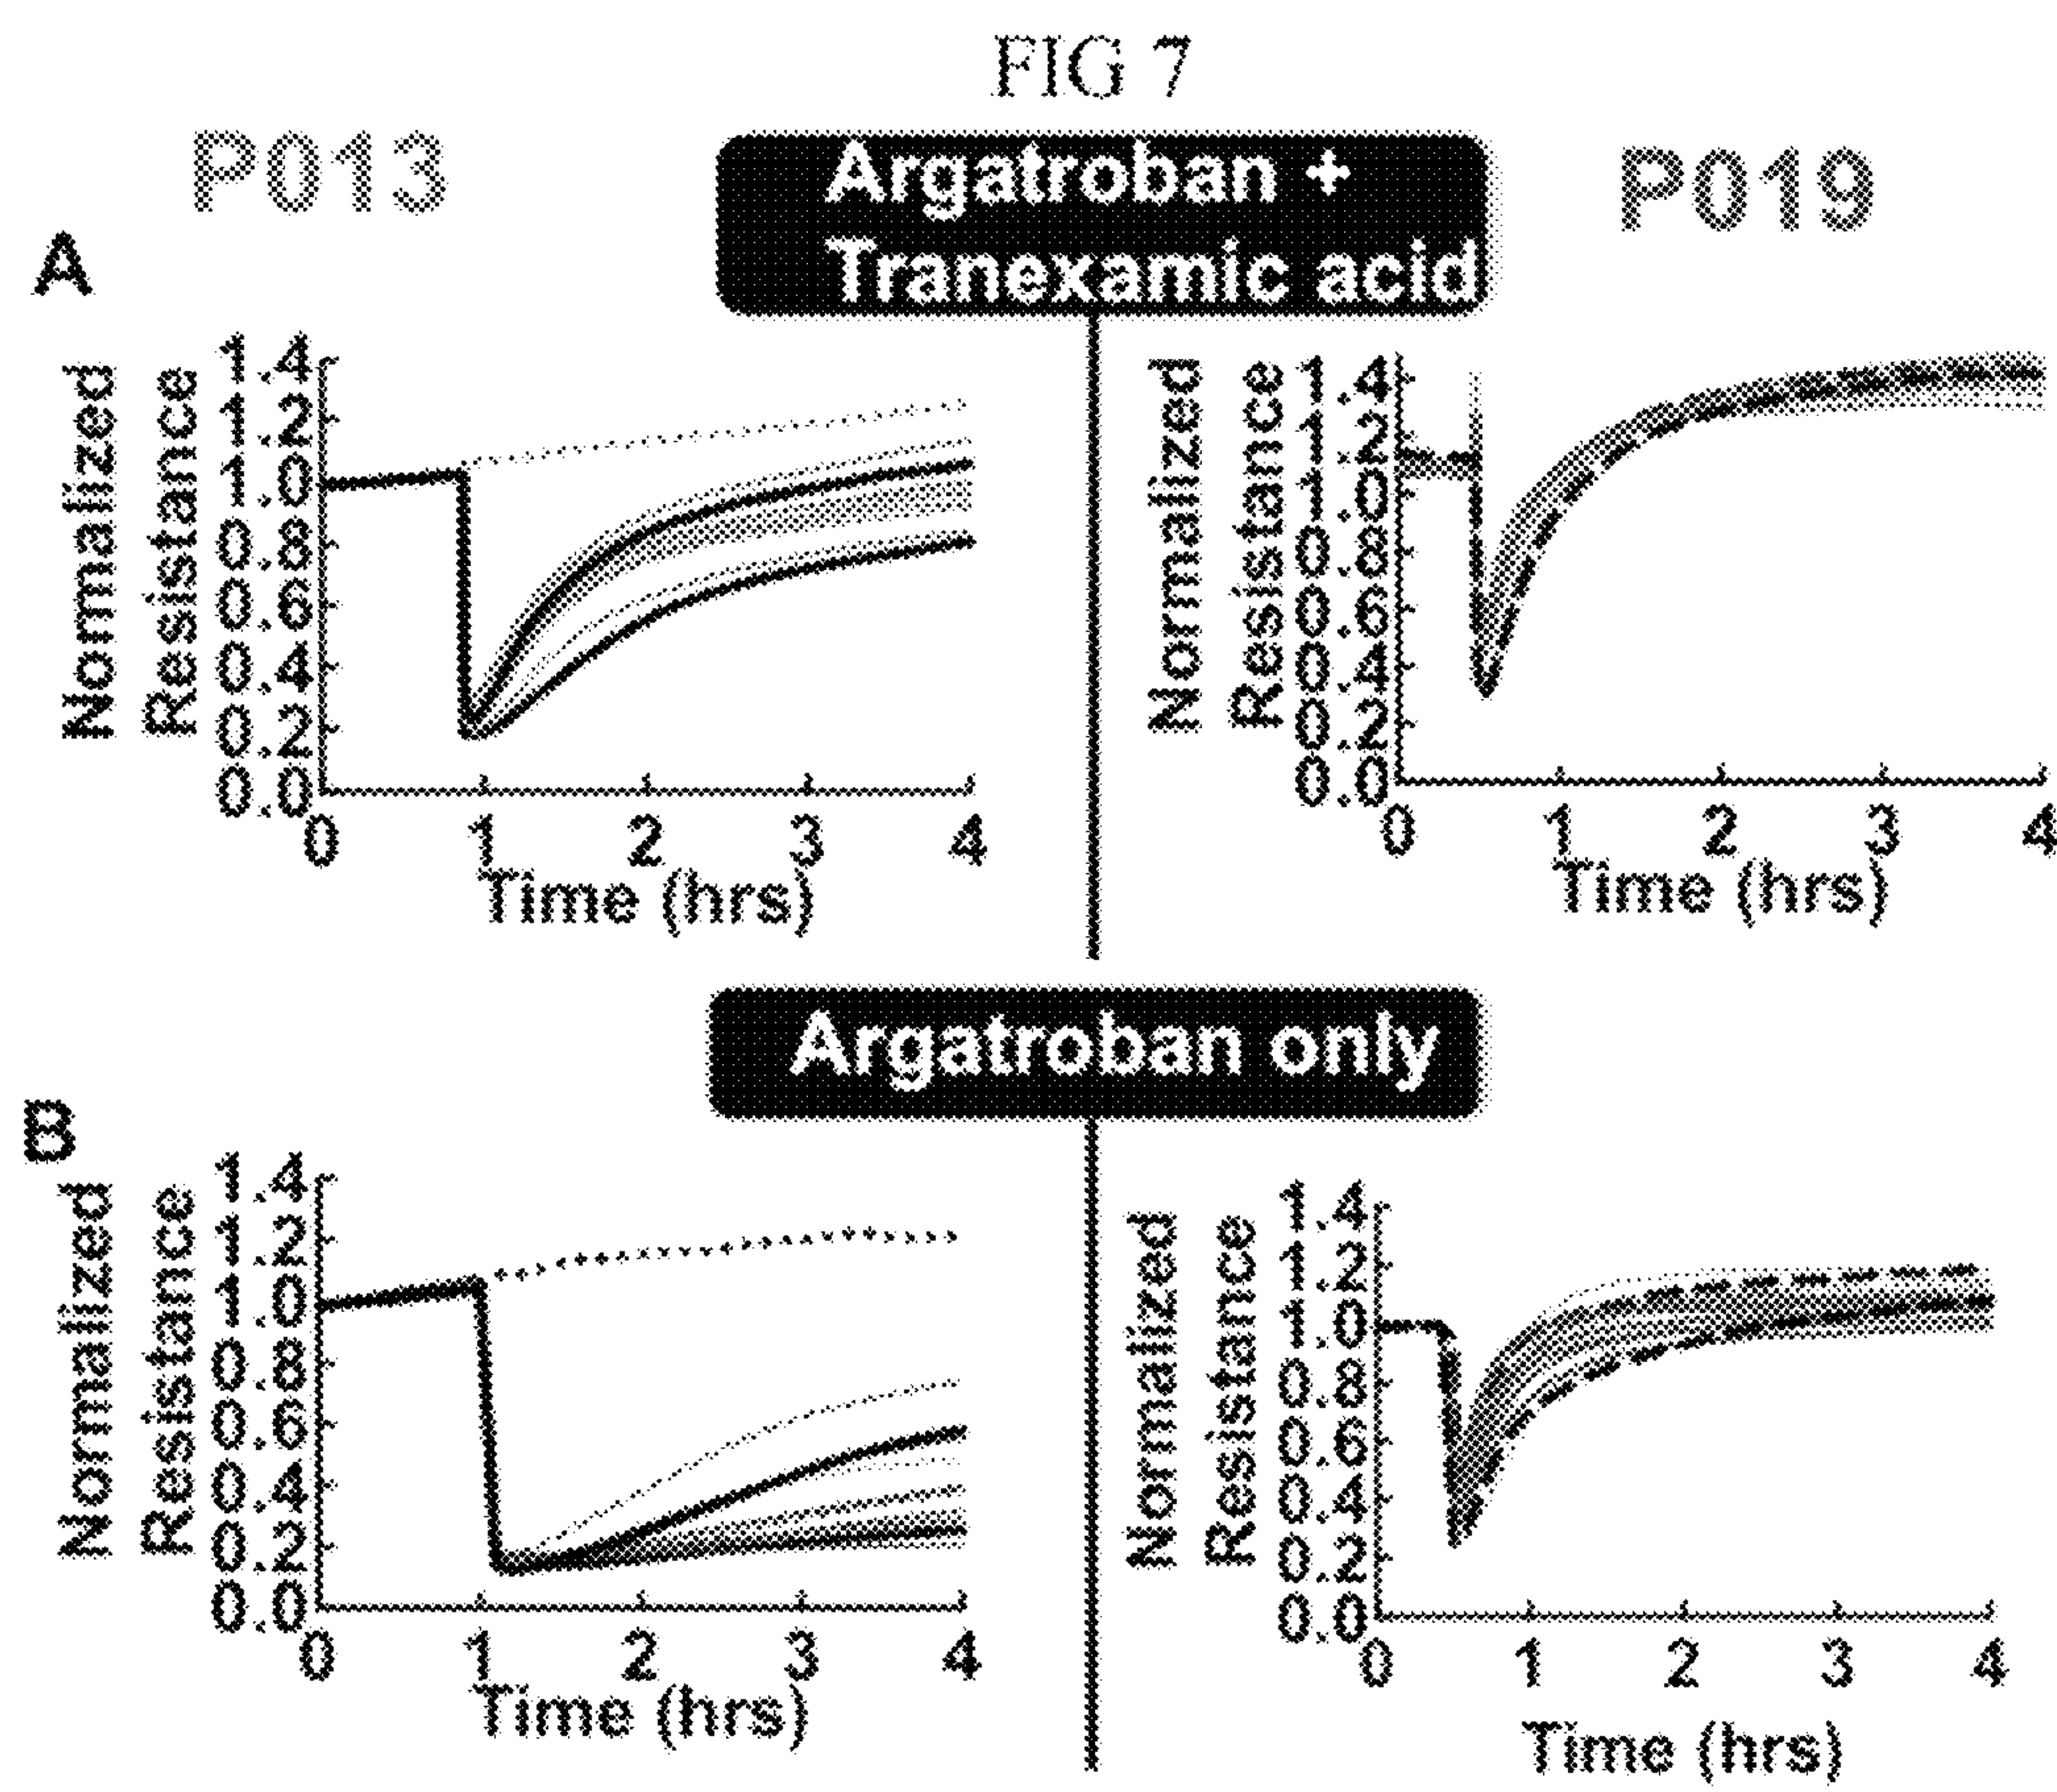 FIG 7
P013
Argatroban +
Tranexamic acid
P019
A
Normalized
Resistance
1.4
1.2
1.0
0.8
0.6
0.4
0.2
0.0
0 1 2 3 4
Time (hrs)
Normalized
Resistance
1.4
1.2
1.0
0.8
0.6
0.4
0.2
0.0
0 1 2 3 4
Time (hrs)
Argatroban only
B
Normalized
Resistance
1.4
1.2
1.0
0.8
0.6
0.4
0.2
0.0
0 1 2 3 4
Time (hrs)
Normalized
Resistance
1.4
1.2
1.0
0.8
0.6
0.4
0.2
0.0
0 1 2 3 4
Time (hrs)